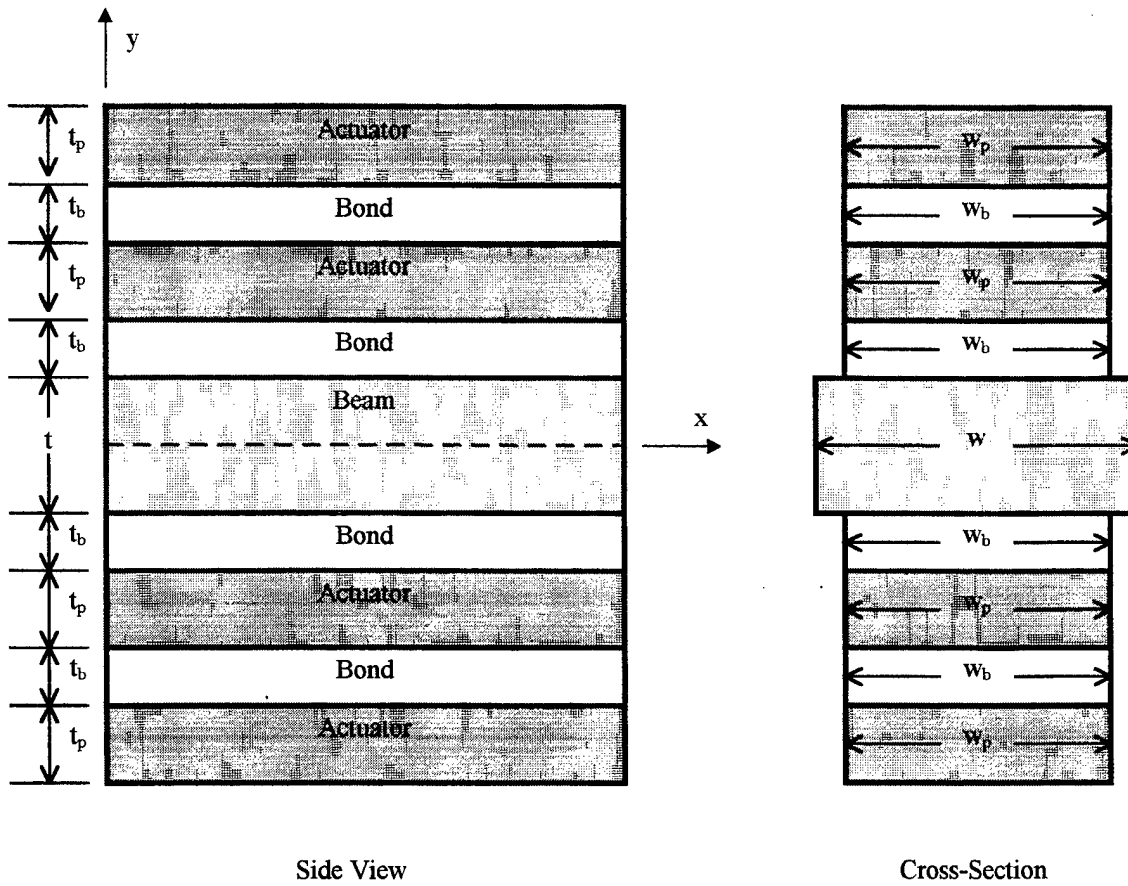 y
t_p
Actuator
w_p
t_b
Bond
w_b
t_p
Actuator
w_p
t_b
Bond
w_b
Beam
x
t
w
t_b
Bond
w_b
t_p
Actuator
w_p
t_b
Bond
w_b
t_p
Actuator
w_p
Side View
Cross-Section